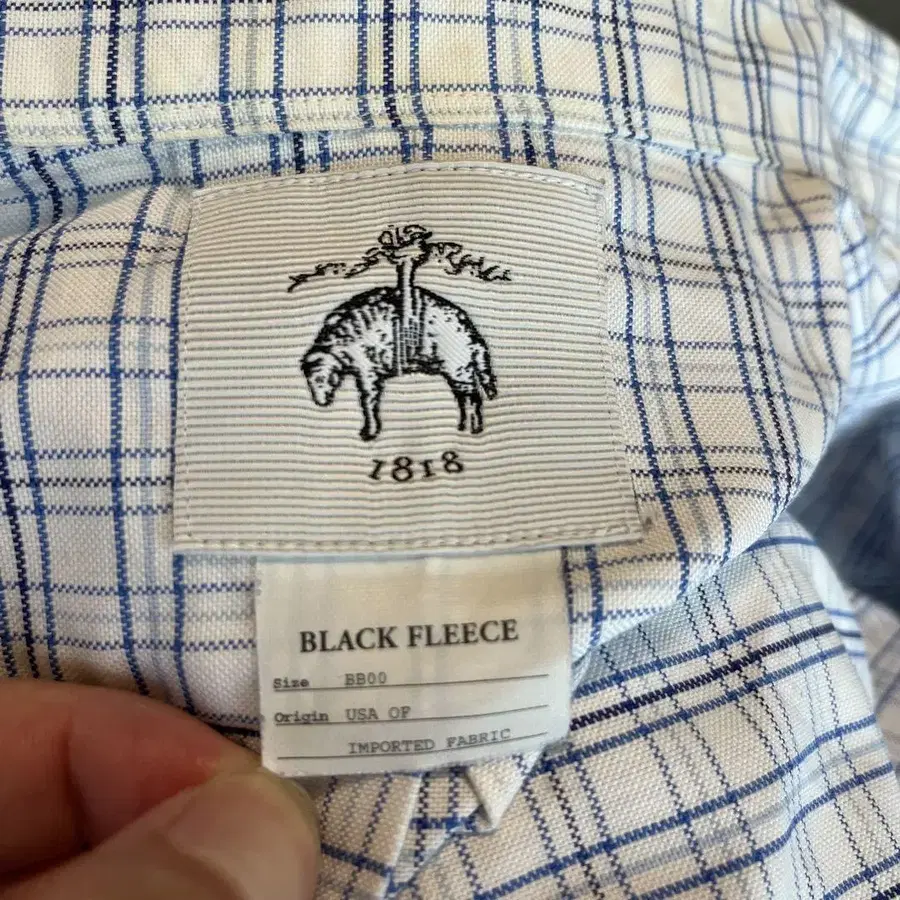 1818
BLACK FLEECE
Size BB00
Origin USA OF
IMPORTED FABRIC